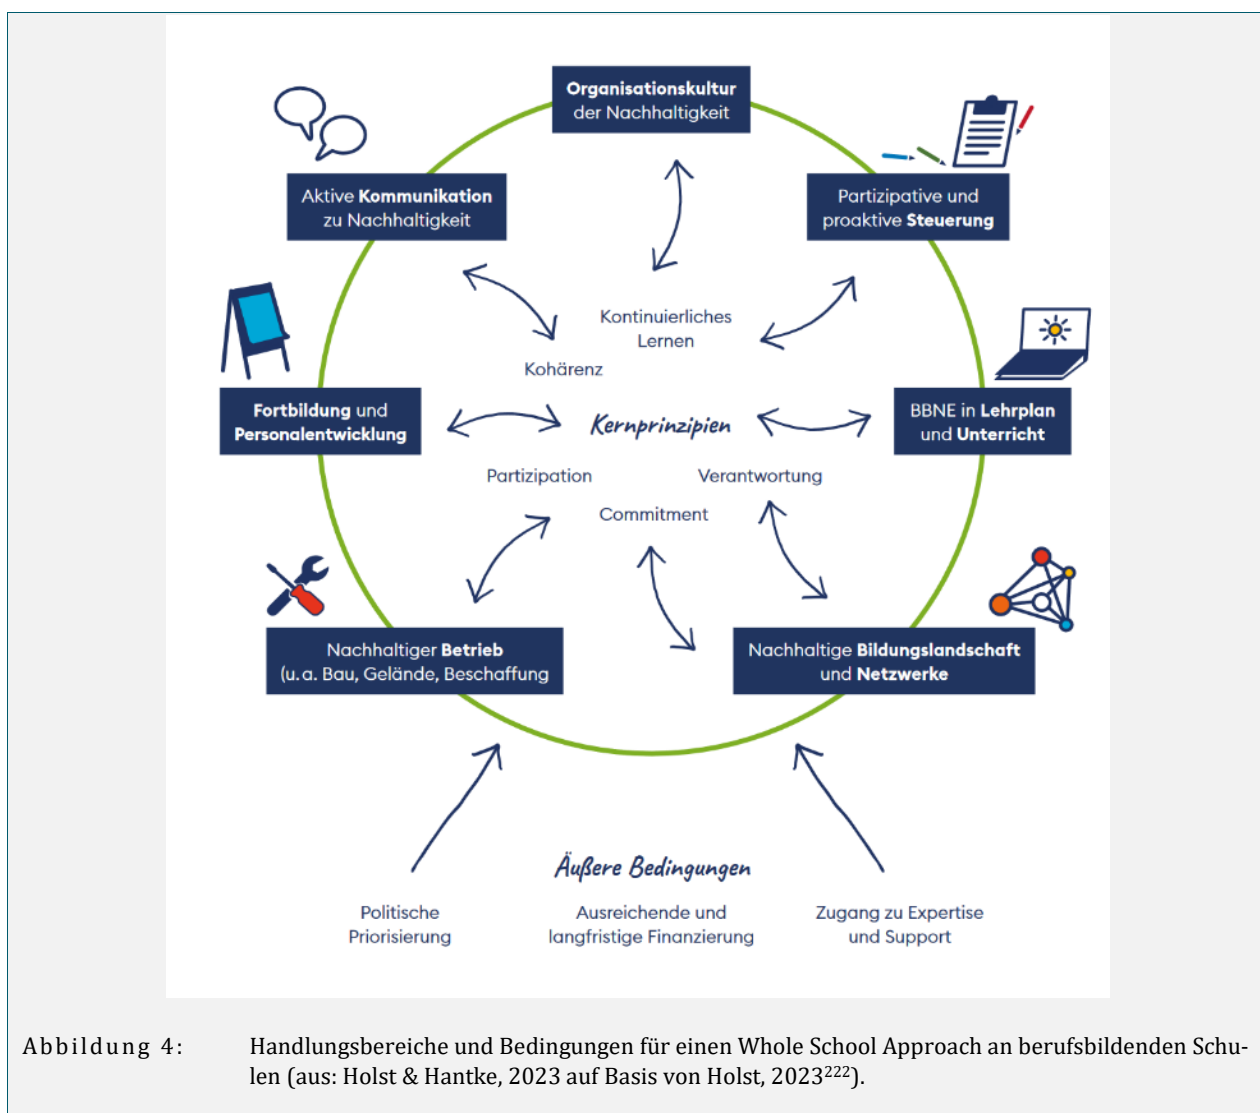 Organisationskultur
der Nachhaltigkeit
Aktive Kommunikation
zu Nachhaltigkeit
Partizipative und
proaktive Steuerung
Kontinuierliches
Lernen
Kohärenz
Fortbildung und
Personalentwicklung
Kernprinzipien
BBNE in Lehrplan
und Unterricht
Partizipation
Verantwortung
Commitment
Nachhaltiger Betrieb
(u. a. Bau, Gelände, Beschaffung
Nachhaltige Bildungslandschaft
und Netzwerke
Äußere Bedingungen
Politische
Priorisierung
Ausreichende und
langfristige Finanzierung
Zugang zu Expertise
und Support
Abbildung 4: Handlungsbereiche und Bedingungen für einen Whole School Approach an berufsbildenden Schu-
len (aus: Holst & Hantke, 2023 auf Basis von Holst, 2023²²²).